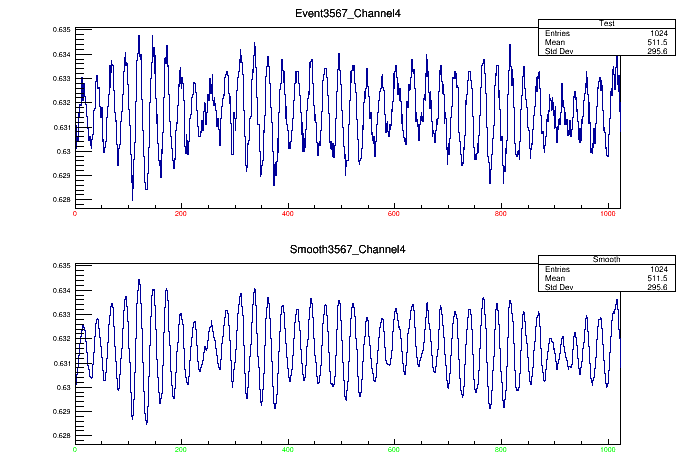 Event3567_Channel4
Test
Entries 1024
Mean 511.5
Std Dev 295.6
0.635
0.634
0.633
0.632
0.631
0.63
0.629
0.628
0 200 400 600 800 1000
Smooth3567_Channel4
Smooth
Entries 1024
Mean 511.5
Std Dev 295.6
0.635
0.634
0.633
0.632
0.631
0.63
0.629
0.628
0 200 400 600 800 1000